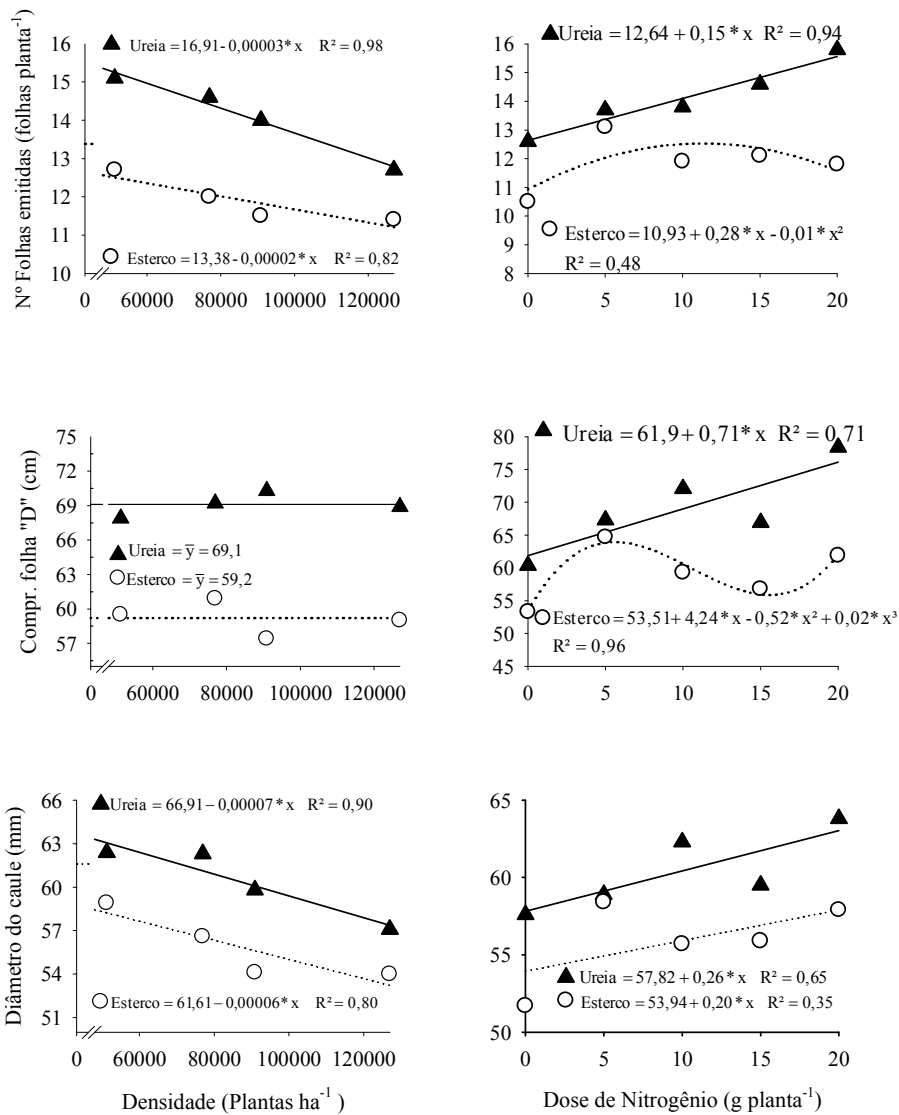 Ureia = 16,91 - 0,00003* x R² = 0,98
Nº Folhas emitidas (folhas planta⁻¹)
16
15
14
13
12
11
10
Esterco = 13,38 - 0,00002* x R² = 0,82
0 60000 80000 100000 120000
Ureia = 12,64 + 0,15* x R² = 0,94
16
15
14
13
12
11
10
9
8
Esterco = 10,93 + 0,28* x - 0,01* x²
R² = 0,48
0 5 10 15 20
Compr. folha "D" (cm)
75
72
69
66
63
60
57
Ureia = y̅ = 69,1
Esterco = y̅ = 59,2
0 60000 80000 100000 120000
Ureia = 61,9 + 0,71* x R² = 0,71
80
75
70
65
60
55
50
45
Esterco = 53,51 + 4,24* x - 0,52* x² + 0,02* x³
R² = 0,96
0 5 10 15 20
Diâmetro do caule (mm)
66
63
60
57
54
51
Ureia = 66,91 - 0,00007 * x R² = 0,90
Esterco = 61,61 - 0,00006* x R² = 0,80
0 60000 80000 100000 120000
Densidade (Plantas ha⁻¹ )
65
60
55
50
Ureia = 57,82 + 0,26* x R² = 0,65
Esterco = 53,94 + 0,20* x R² = 0,35
0 5 10 15 20
Dose de Nitrogênio (g planta⁻¹)